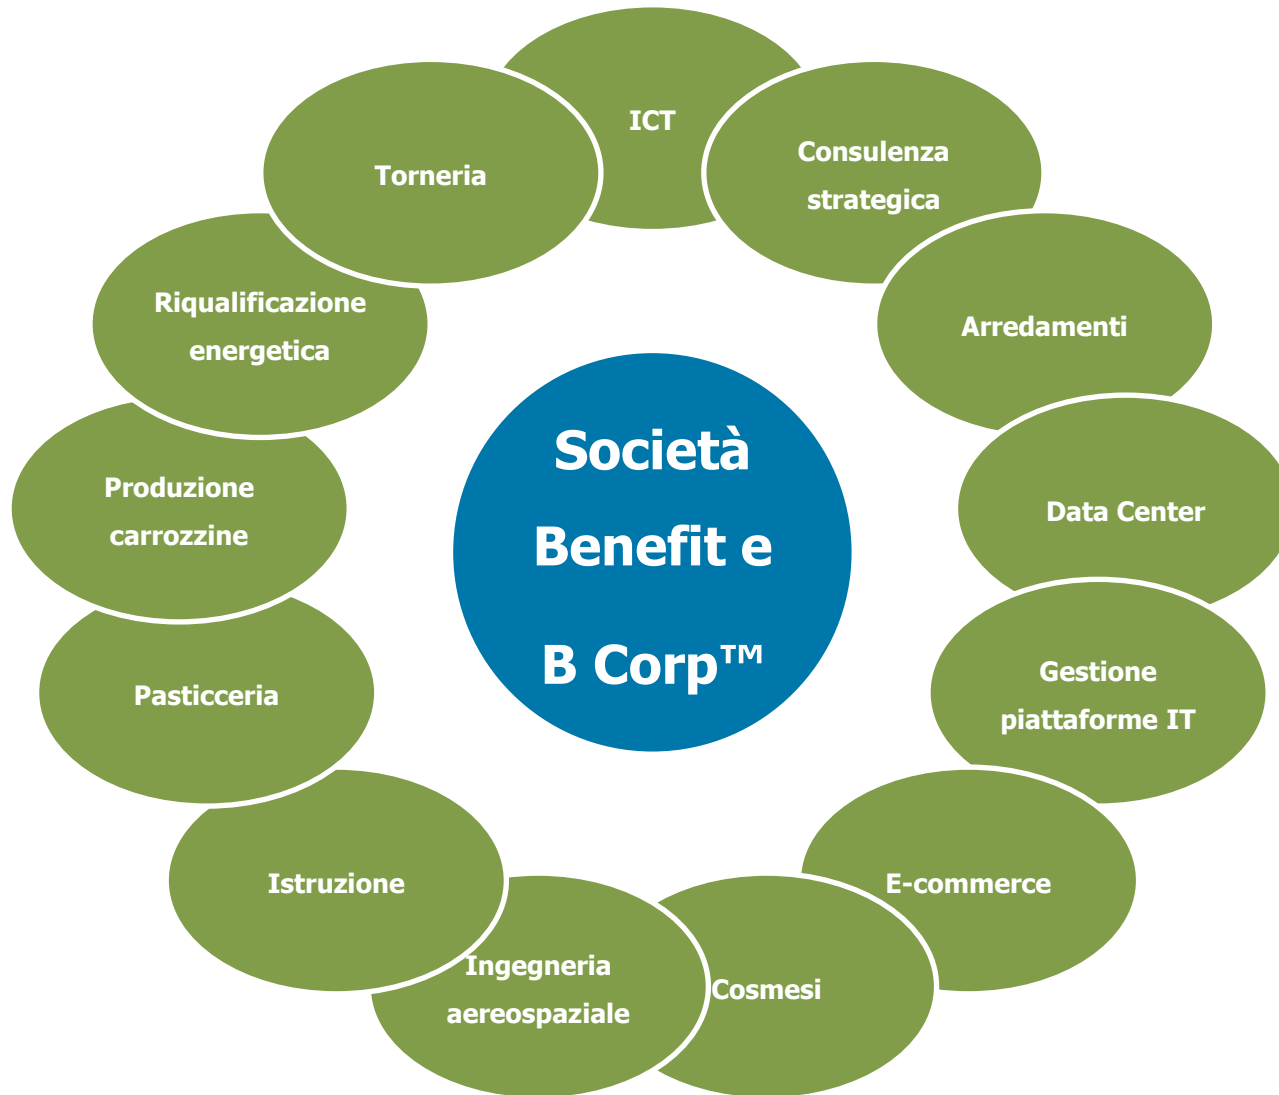 ICT
Consulenza
strategica
Arredamenti
Data Center
Gestione
piattaforme IT
E-commerce
Cosmesi
Ingegneria
aereospaziale
Istruzione
Pasticceria
Produzione
carrozzine
Riqualificazione
energetica
Torneria
Società
Benefit e
B Corp™